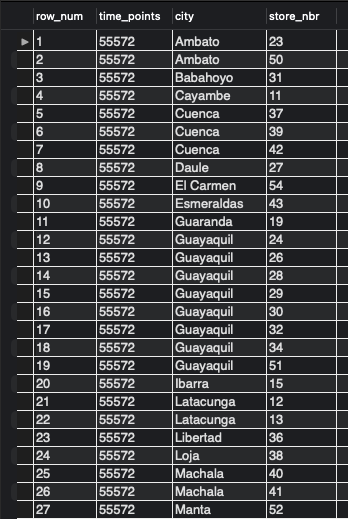 row_num time_points city store_nbr
1 55572 Ambato 23
2 55572 Ambato 50
3 55572 Babahoyo 31
4 55572 Cayambe 11
5 55572 Cuenca 37
6 55572 Cuenca 39
7 55572 Cuenca 42
8 55572 Daule 27
9 55572 El Carmen 54
10 55572 Esmeraldas 43
11 55572 Guaranda 19
12 55572 Guayaquil 24
13 55572 Guayaquil 26
14 55572 Guayaquil 28
15 55572 Guayaquil 29
16 55572 Guayaquil 30
17 55572 Guayaquil 32
18 55572 Guayaquil 34
19 55572 Guayaquil 51
20 55572 Ibarra 15
21 55572 Latacunga 12
22 55572 Latacunga 13
23 55572 Libertad 36
24 55572 Loja 38
25 55572 Machala 40
26 55572 Machala 41
27 55572 Manta 52